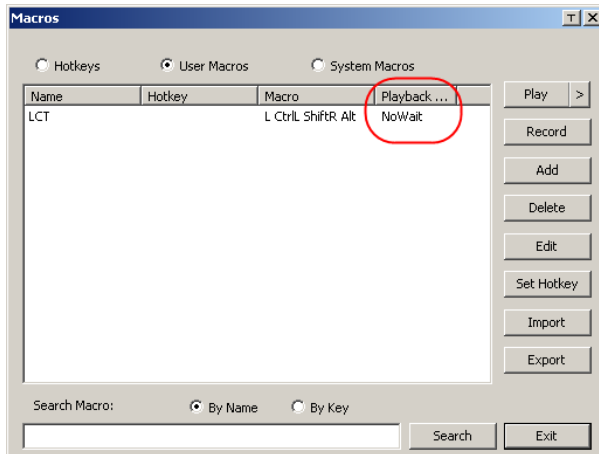 Macros T X
Hotkeys User Macros System Macros
Name Hotkey Macro Playback ...
LCT L CtrlL ShiftR Alt NoWait
Play >
Record
Add
Delete
Edit
Set Hotkey
Import
Export
Search Macro: By Name By Key
Search Exit